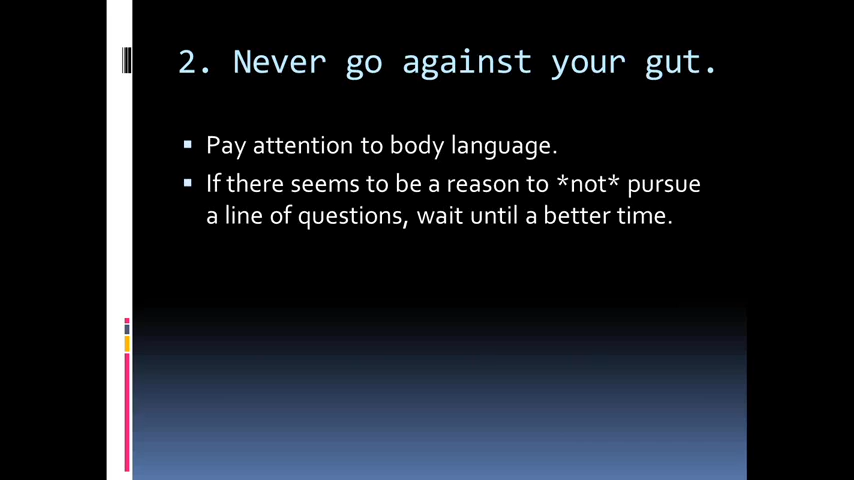 2. Never go against your gut.
Pay attention to body language.
If there seems to be a reason to *not* pursue
a line of questions, wait until a better time.